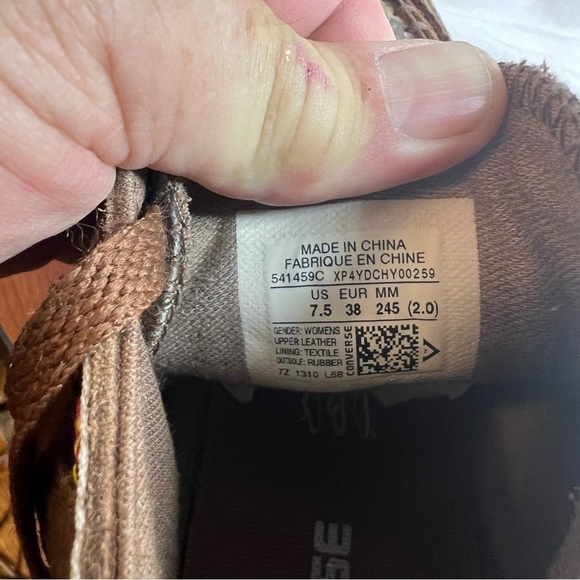 MADE IN CHINA
FABRIQUE EN CHINE
541459C XP4YDCHY00259
US EUR MM
7.5 38 245 (2.0)
GENDER: WOMENS
UPPER LEATHER
LINING: TEXTILE
OUTSOLE: RUBBER
7Z 1310 L68
CONVERSE
SE